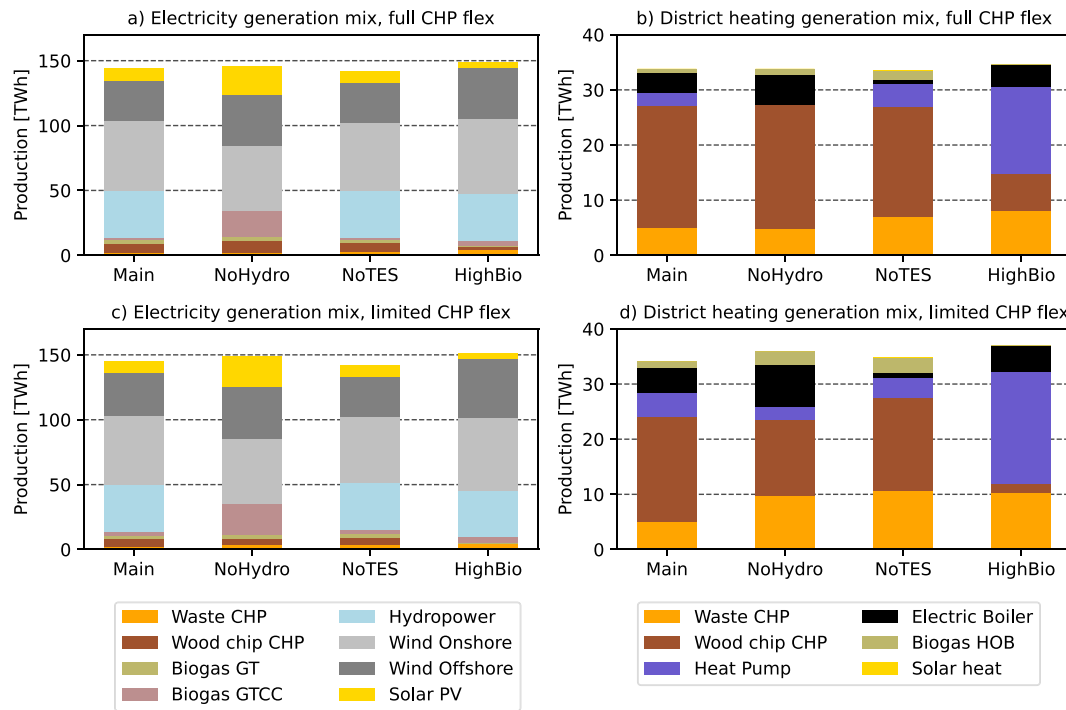 a) Electricity generation mix, full CHP flex
b) District heating generation mix, full CHP flex
Production [TWh]
150
100
50
0
Main NoHydro NoTES HighBio
Production [TWh]
40
30
20
10
0
Main NoHydro NoTES HighBio
c) Electricity generation mix, limited CHP flex
d) District heating generation mix, limited CHP flex
Production [TWh]
150
100
50
0
Main NoHydro NoTES HighBio
Production [TWh]
40
30
20
10
0
Main NoHydro NoTES HighBio
Waste CHP
Wood chip CHP
Biogas GT
Biogas GTCC
Hydropower
Wind Onshore
Wind Offshore
Solar PV
Waste CHP
Wood chip CHP
Heat Pump
Electric Boiler
Biogas HOB
Solar heat